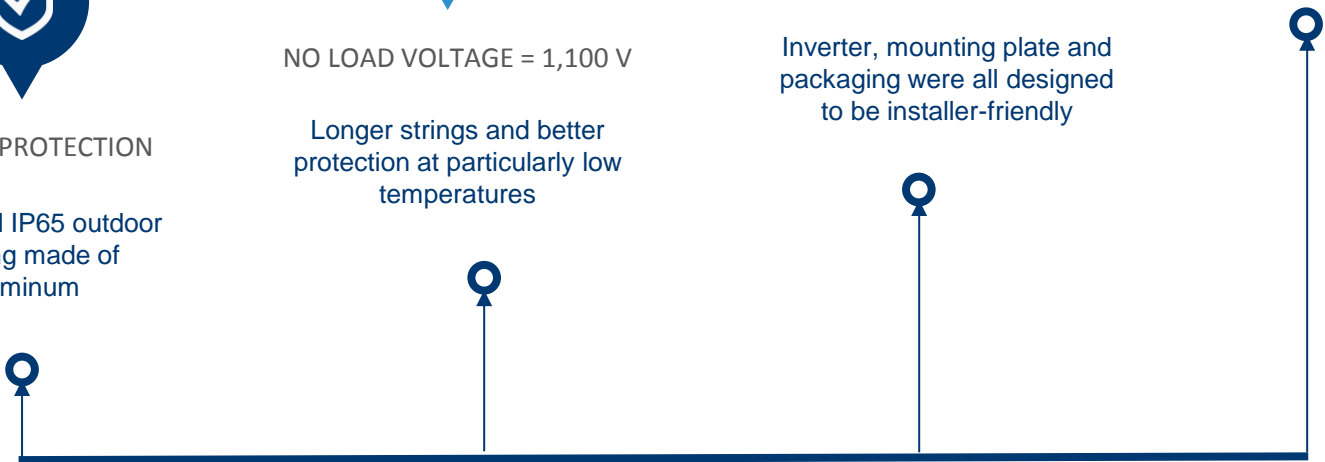 PROTECTION
IP65 outdoor
made of
NO LOAD VOLTAGE = 1,100 V
Longer strings and better
protection at particularly low
temperatures
Inverter, mounting plate and
packaging were all designed
to be installer-friendly